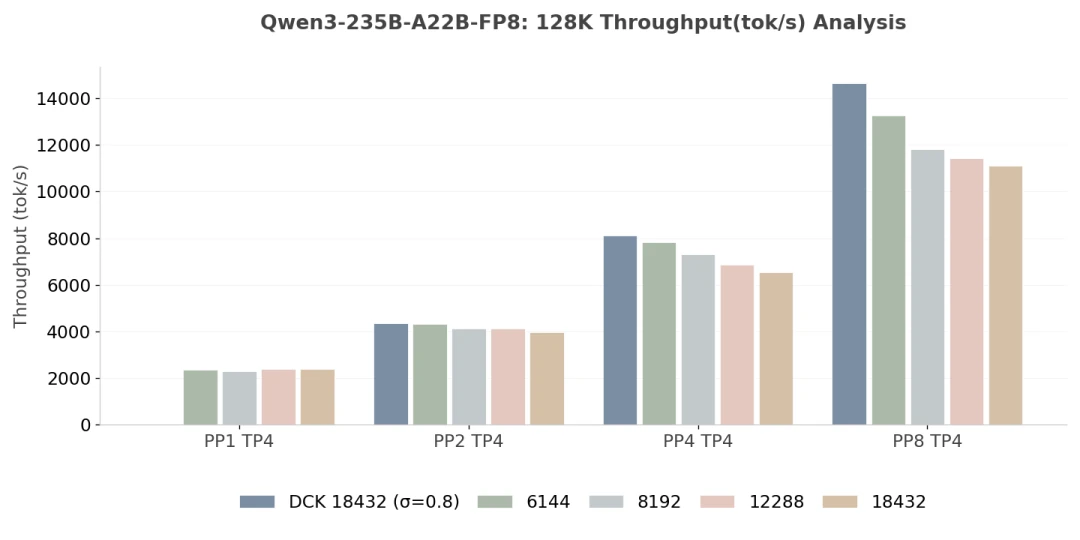 Qwen3-235B-A22B-FP8: 128K Throughput(tok/s) Analysis
Throughput (tok/s)
14000
12000
10000
8000
6000
4000
2000
0
PP1 TP4 PP2 TP4 PP4 TP4 PP8 TP4
DCK 18432 (σ=0.8) 6144 8192 12288 18432